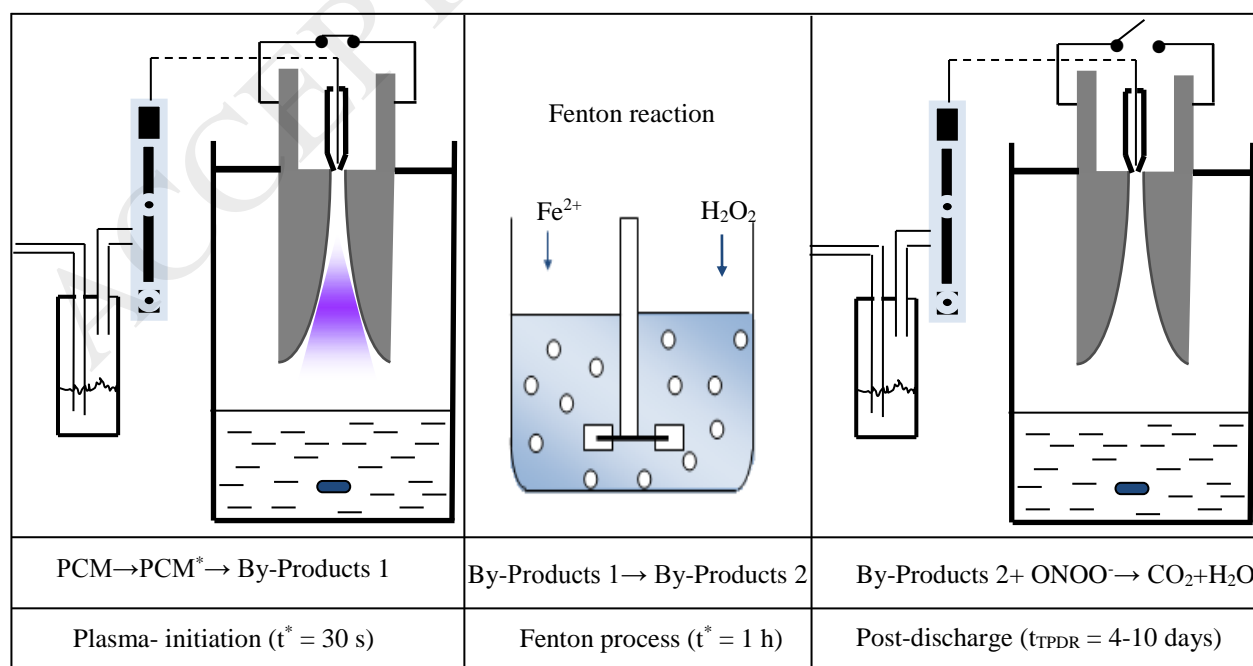 ACCEP
Fenton reaction
Fe²⁺
H₂O₂
PCM→PCM*→ By-Products 1
By-Products 1→ By-Products 2
By-Products 2+ ONOO⁻→ CO₂+H₂O
Plasma- initiation (t* = 30 s)
Fenton process (t* = 1 h)
Post-discharge (tTPDR = 4-10 days)